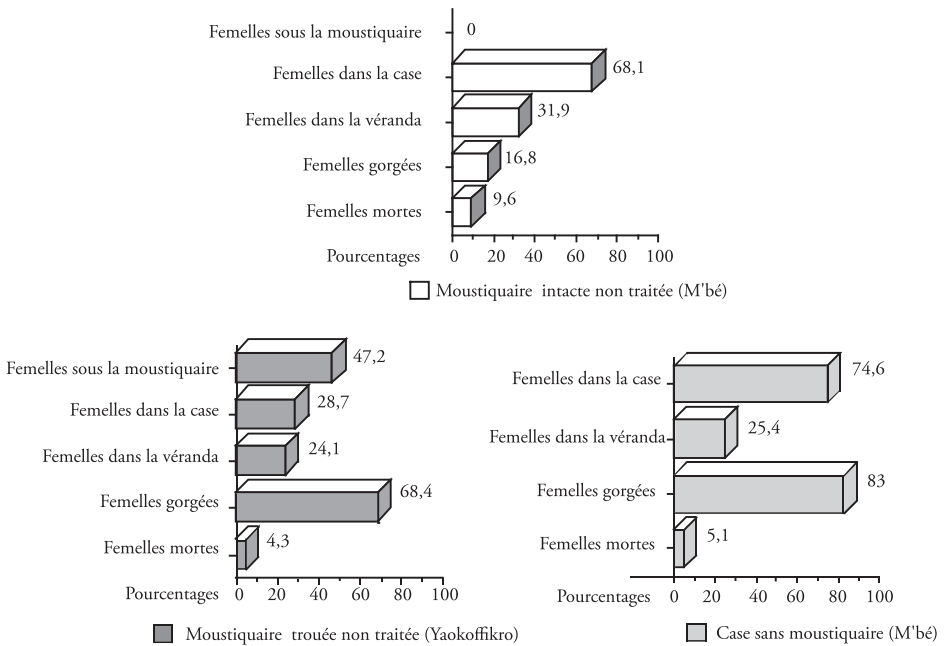 Femelles sous la moustiquaire 0
Femelles dans la case 68,1
Femelles dans la véranda 31,9
Femelles gorgées 16,8
Femelles mortes 9,6
Pourcentages 0 20 40 60 80 100
Moustiquaire intacte non traitée (M'bé)
Femelles sous la moustiquaire 47,2
Femelles dans la case 28,7
Femelles dans la véranda 24,1
Femelles gorgées 68,4
Femelles mortes 4,3
Pourcentages 0 20 40 60 80 100
Moustiquaire trouée non traitée (Yaokoffikro)
Femelles dans la case 74,6
Femelles dans la véranda 25,4
Femelles gorgées 83
Femelles mortes 5,1
Pourcentages 0 20 40 60 80 100
Case sans moustiquaire (M'bé)